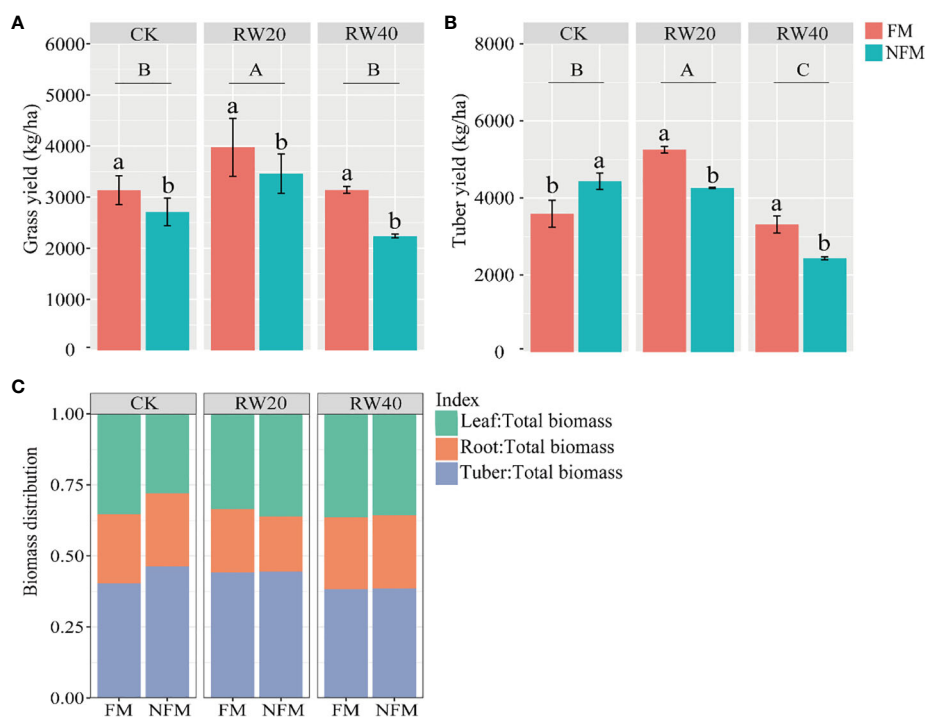 A
CK RW20 RW40
6000
5000
4000
3000
2000
1000
0
Grass yield (kg/ha)
B A B
a b a b a b
B
CK RW20 RW40
8000
6000
4000
2000
0
Tuber yield (kg/ha)
B A C
b a a b a b
FM
NFM
C
CK RW20 RW40
1.00
0.75
0.50
0.25
0.00
Biomass distribution
FM NFM FM NFM FM NFM
Index
Leaf:Total biomass
Root:Total biomass
Tuber:Total biomass